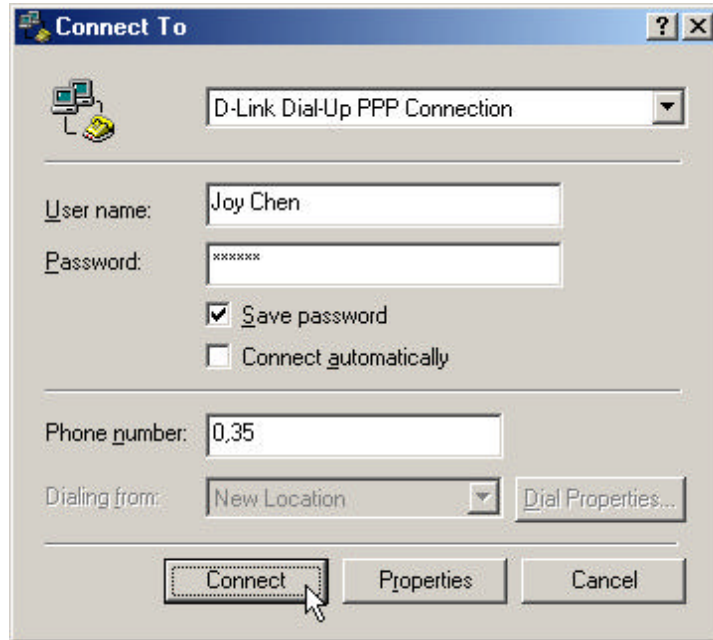 Connect To
D-Link Dial-Up PPP Connection
User name: Joy Chen
Password: ******
Save password
Connect automatically
Phone number: 0,35
Dialing from: New Location Dial Properties...
Connect Properties Cancel